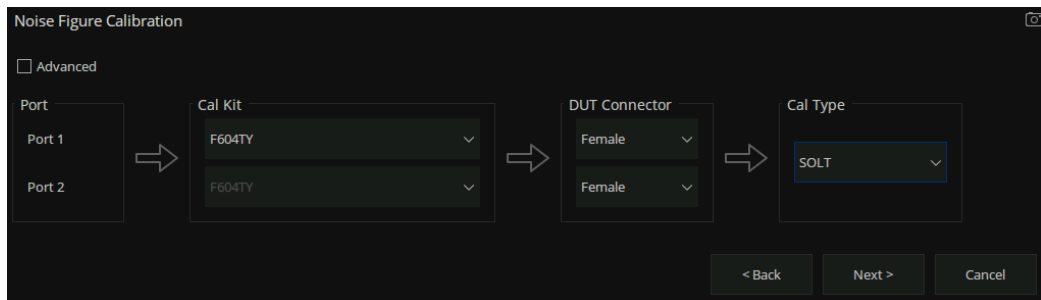 Noise Figure Calibration
Advanced
Port
Cal Kit
DUT Connector
Cal Type
Port 1
F604TY
Female
SOLT
Port 2
F604TY
Female
< Back
Next >
Cancel